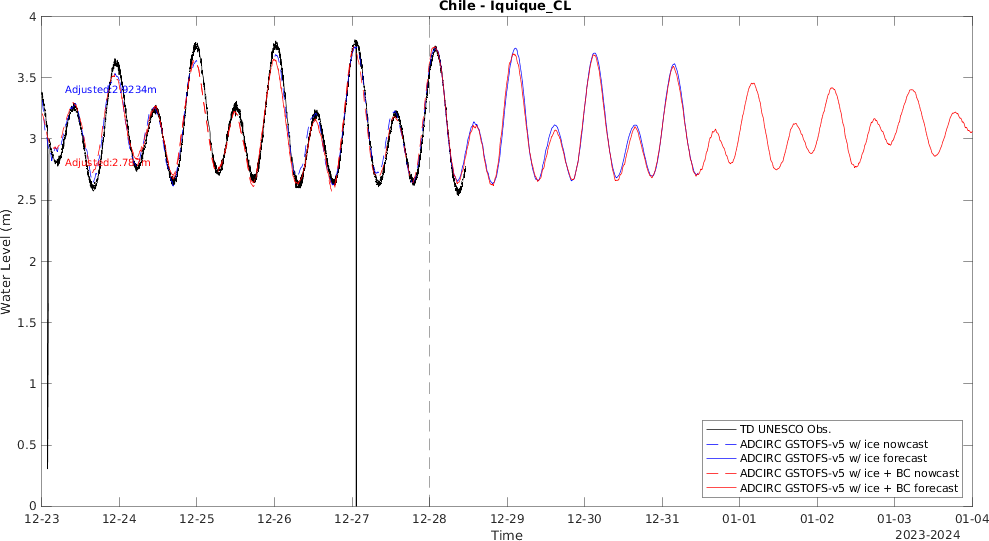 Chile - Iquique_CL
4
3.5
3
2.5
2
1.5
1
0.5
0
Water Level (m)
Adjusted:2.9234m
TD UNESCO Obs.
ADCIRC GSTOFS-v5 w/ ice nowcast
ADCIRC GSTOFS-v5 w/ ice forecast
ADCIRC GSTOFS-v5 w/ ice + BC nowcast
ADCIRC GSTOFS-v5 w/ ice + BC forecast
12-23 12-24 12-25 12-26 12-27 12-28 12-29 12-30 12-31 01-01 01-02 01-03 01-04
Time
2023-2024